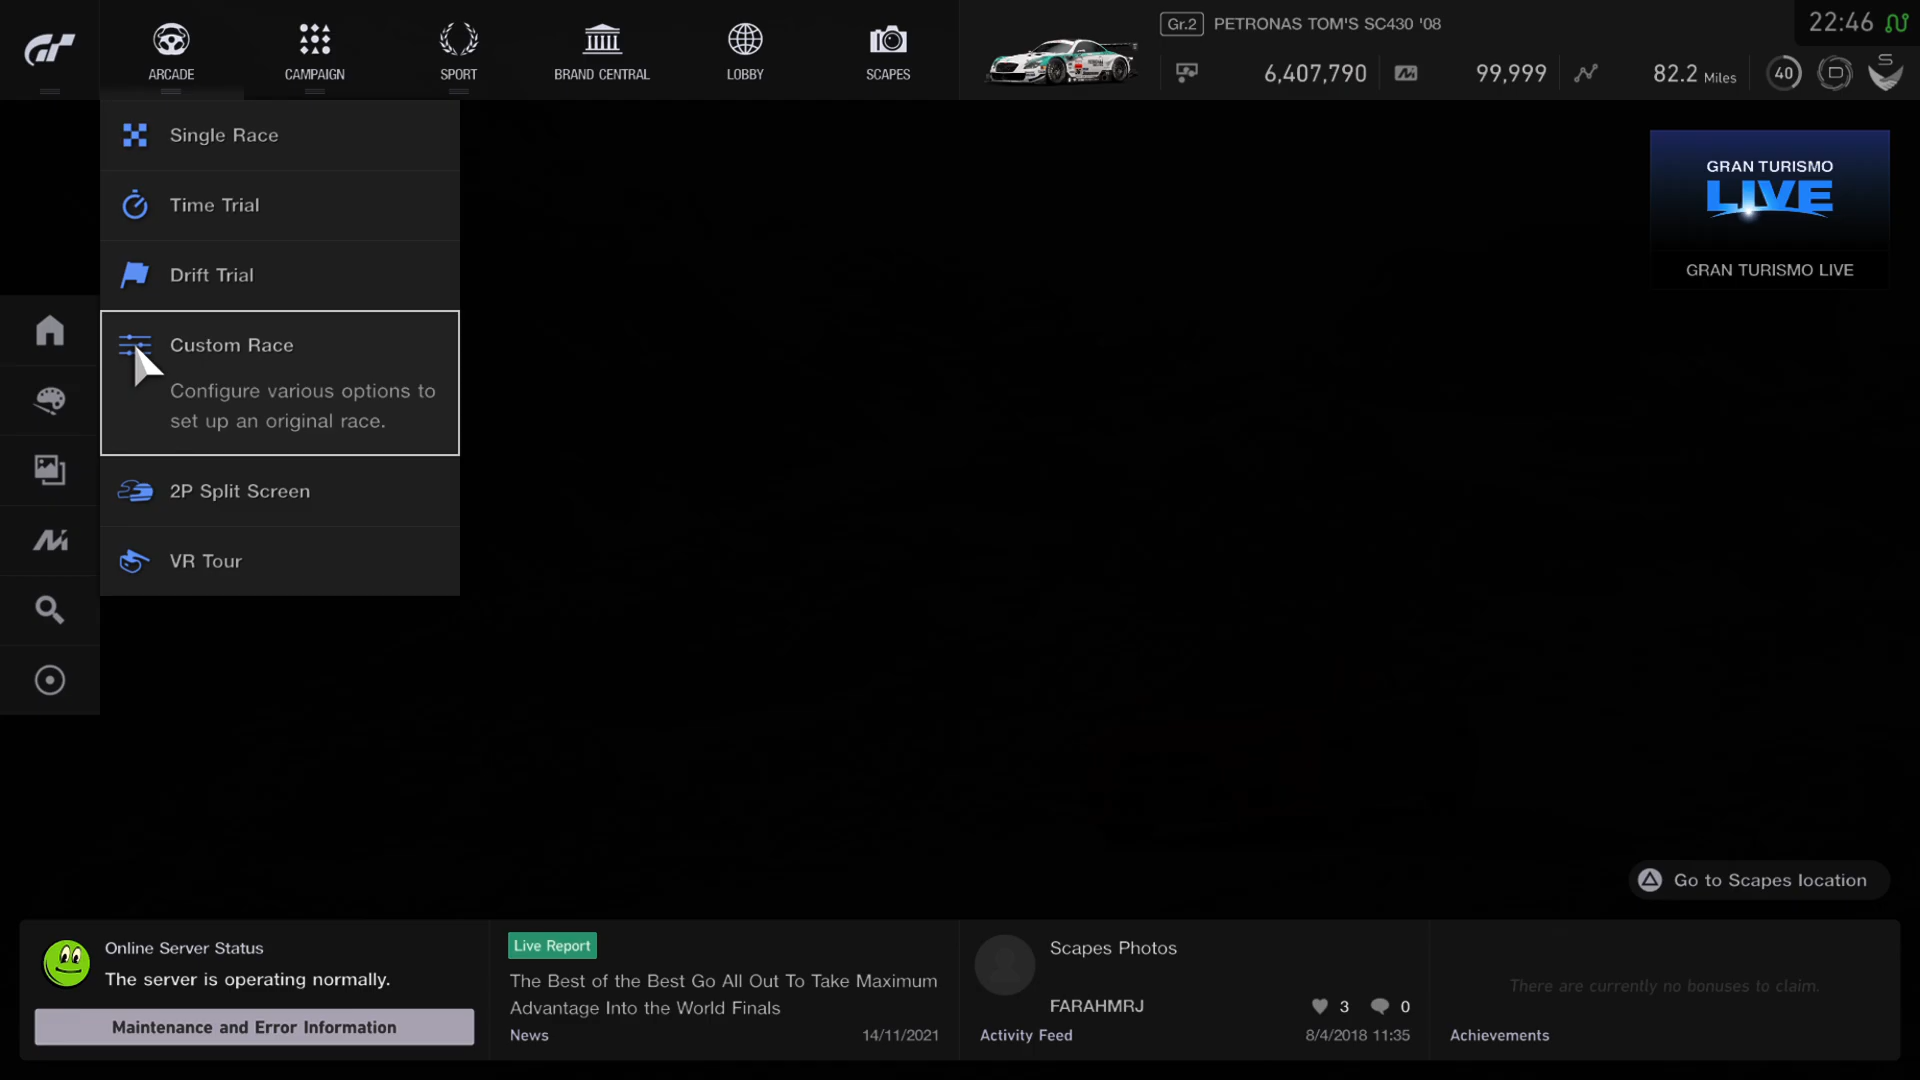 Gr.2 PETRONAS TOM'S SC430 '08
22:46
ARCADE
CAMPAIGN
SPORT
BRAND CENTRAL
LOBBY
SCAPES
6,407,790
99,999
82.2 Miles
40
D
S
Single Race
Time Trial
Drift Trial
Custom Race
Configure various options to
set up an original race.
2P Split Screen
VR Tour
GRAN TURISMO
LIVE
GRAN TURISMO LIVE
Go to Scapes location
Online Server Status
The server is operating normally.
Maintenance and Error Information
Live Report
The Best of the Best Go All Out To Take Maximum
Advantage Into the World Finals
News
14/11/2021
Scapes Photos
FARAHMRJ
3
0
Activity Feed
8/4/2018 11:35
There are currently no bonuses to claim.
Achievements